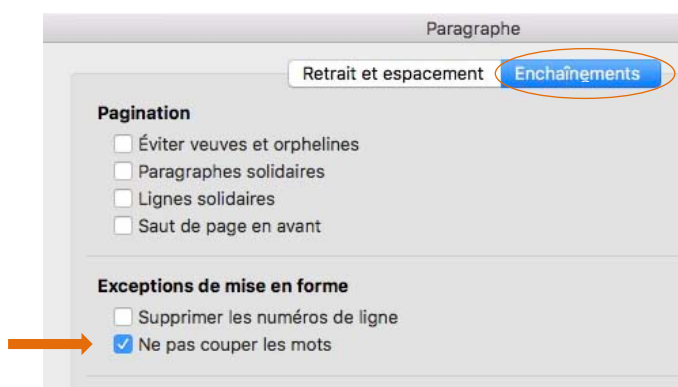 Paragraphe
Retrait et espacement Enchaînements
Pagination
Éviter veuves et orphelines
Paragraphes solidaires
Lignes solidaires
Saut de page en avant
Exceptions de mise en forme
Supprimer les numéros de ligne
Ne pas couper les mots